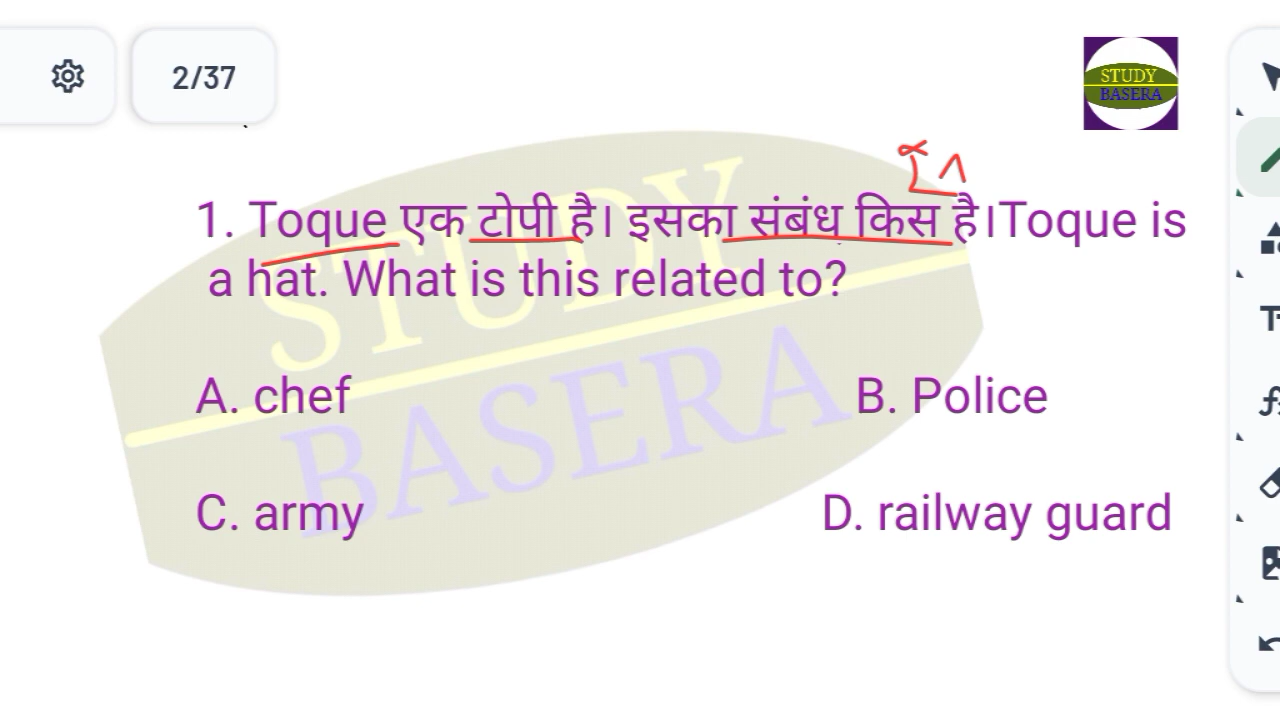 2/37
STUDY
BASERA
से
1. Toque एक टोपी है। इसका संबंध किस है।Toque is
a hat. What is this related to?
STUDY
BASERA
A. chef
B. Police
C. army
D. railway guard